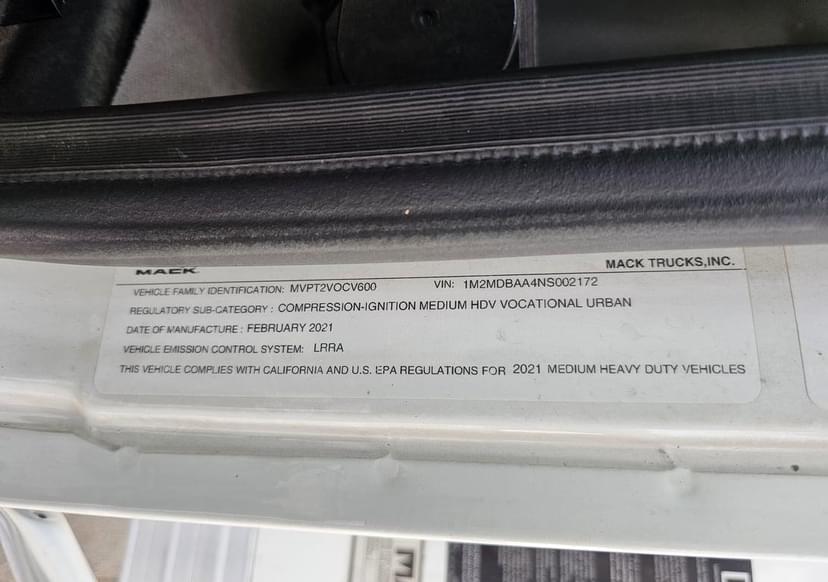 MACK MACK TRUCKS,INC.
VEHICLE FAMILY IDENTIFICATION: MVPT2VOCV600 VIN: 1M2MDBAA4NS002172
REGULATORY SUB-CATEGORY : COMPRESSION-IGNITION MEDIUM HDV VOCATIONAL URBAN
DATE OF MANUFACTURE : FEBRUARY 2021
VEHICLE EMISSION CONTROL SYSTEM: LRRA
THIS VEHICLE COMPLIES WITH CALIFORNIA AND U.S. EPA REGULATIONS FOR 2021 MEDIUM HEAVY DUTY VEHICLES